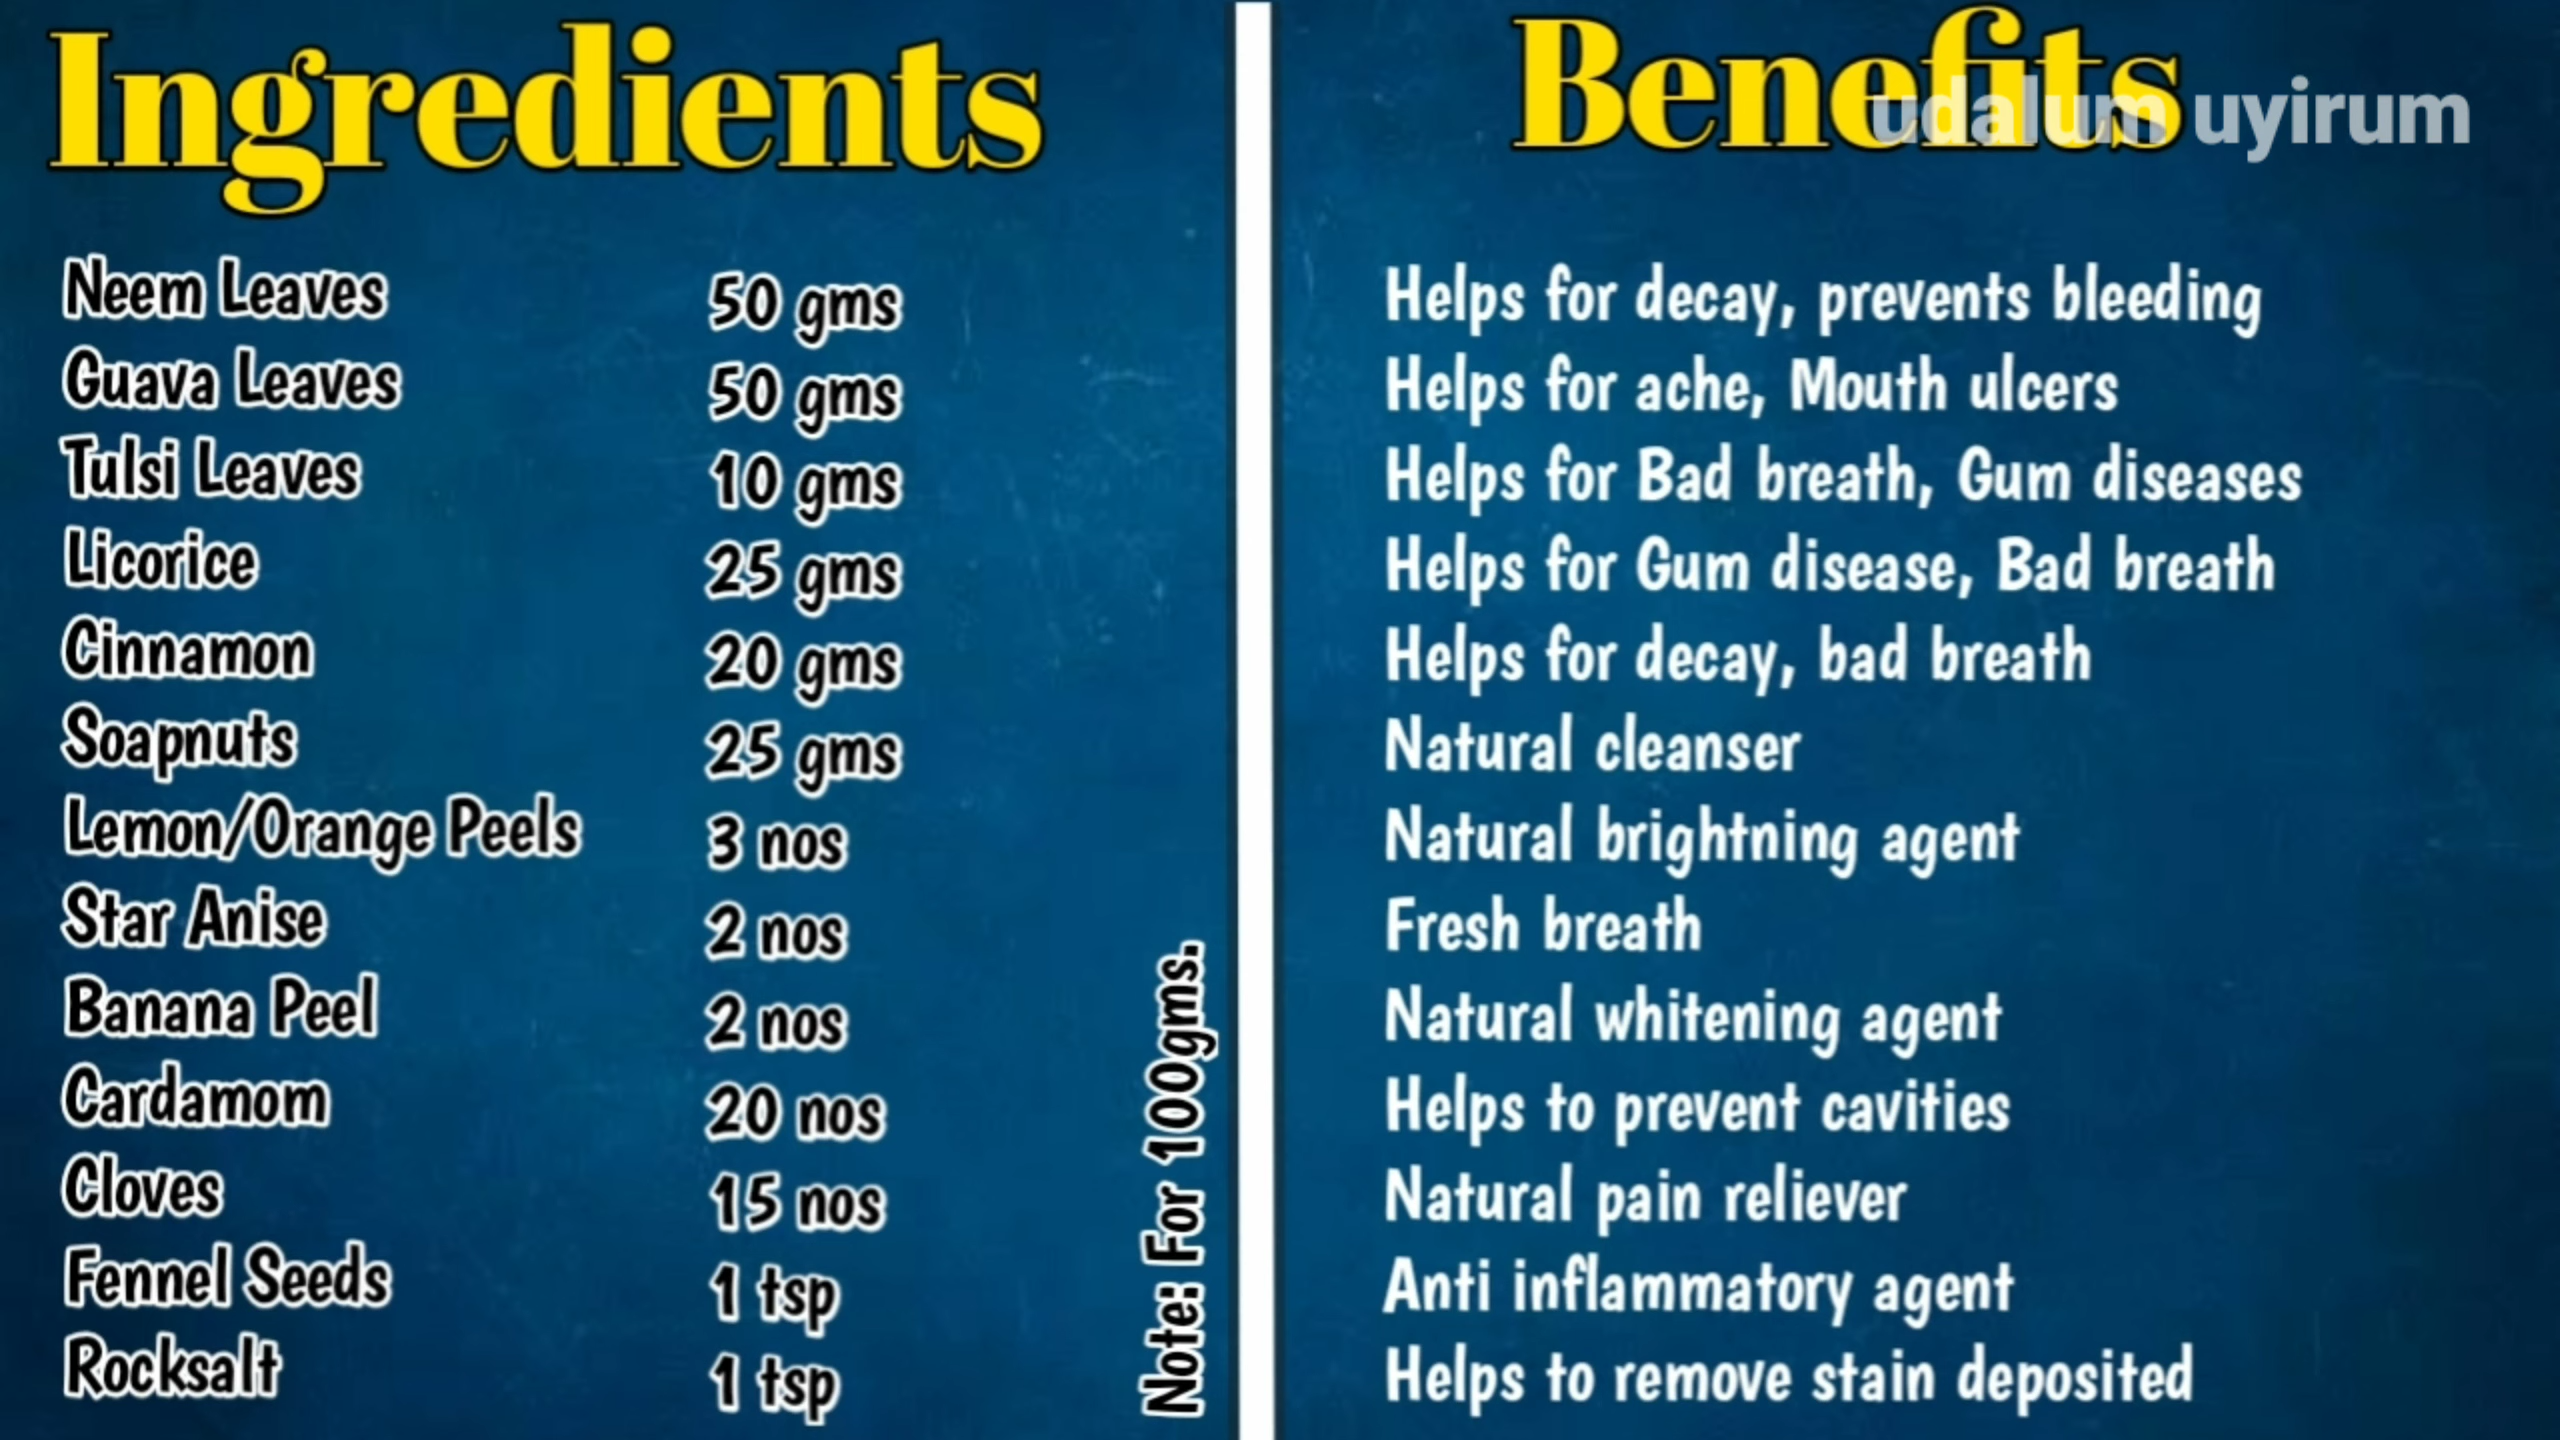 Ingredients
Neem Leaves 50 gms
Guava Leaves 50 gms
Tulsi Leaves 10 gms
Licorice 25 gms
Cinnamon 20 gms
Soapnuts 25 gms
Lemon/Orange Peels 3 nos
Star Anise 2 nos
Banana Peel 2 nos
Cardamom 20 nos
Cloves 15 nos
Fennel Seeds 1 tsp
Rocksalt 1 tsp
Note: For 100gms.
Benefits
udalum uyirum
Helps for decay, prevents bleeding
Helps for ache, Mouth ulcers
Helps for Bad breath, Gum diseases
Helps for Gum disease, Bad breath
Helps for decay, bad breath
Natural cleanser
Natural brightning agent
Fresh breath
Natural whitening agent
Helps to prevent cavities
Natural pain reliever
Anti inflammatory agent
Helps to remove stain deposited